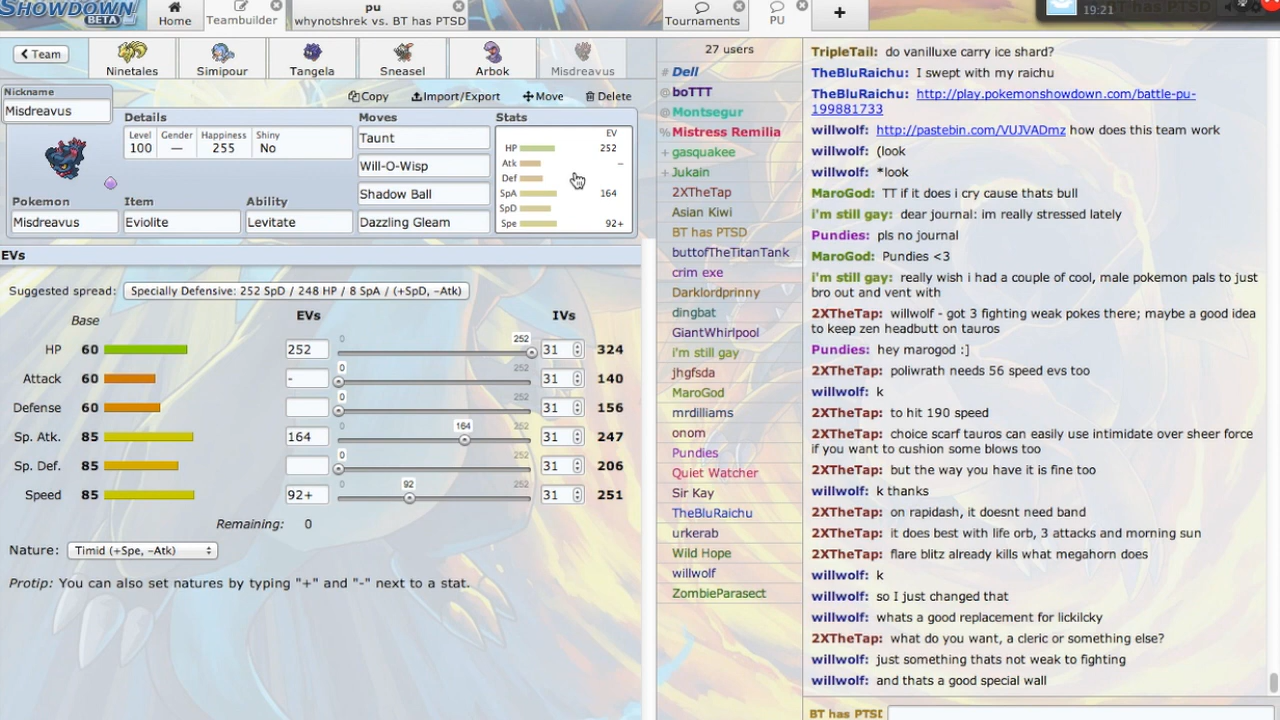 SHOWDOWN
BETA
Home
Teambuilder
pu
whynotshrek vs. BT has PTSD
Tournaments
PU
+
19:21
BT has PTSD
< Team
Ninetales
Simipour
Tangela
Sneasel
Arbok
Misdreavus
Nickname
Misdreavus
Copy
Import/Export
Move
Delete
Details
Level
100
Gender
—
Happiness
255
Shiny
No
Moves
Taunt
Will-O-Wisp
Shadow Ball
Dazzling Gleam
Stats
EV
HP 252
Atk –
Def
SpA 164
SpD
Spe 92+
Pokemon
Misdreavus
Item
Eviolite
Ability
Levitate
EVs
Suggested spread: Specially Defensive: 252 SpD / 248 HP / 8 SpA / (+SpD, −Atk)
Base EVs IVs
HP 60 252 0 252 252 31 324
Attack 60 - 0 252 31 140
Defense 60 0 252 31 156
Sp. Atk. 85 164 0 164 252 31 247
Sp. Def. 85 0 252 31 206
Speed 85 92+ 0 92 252 31 251
Remaining: 0
Nature: Timid (+Spe, −Atk)
Protip: You can also set natures by typing "+" and "-" next to a stat.
27 users
# Dell
@ boTTT
@ Montsegur
% Mistress Remilia
+ gasquakee
+ Jukain
2XTheTap
Asian Kiwi
BT has PTSD
buttofTheTitanTank
crim exe
Darklordprinny
dingbat
GiantWhirlpool
i'm still gay
jhgfsda
MaroGod
mrdilliams
onom
Pundies
Quiet Watcher
Sir Kay
TheBluRaichu
urkerab
Wild Hope
willwolf
ZombieParasect
TripleTail: do vanilluxe carry ice shard?
TheBluRaichu: I swept with my raichu
TheBluRaichu: http://play.pokemonshowdown.com/battle-pu-
199881733
willwolf: http://pastebin.com/VUJVADmz how does this team work
willwolf: (look
willwolf: *look
MaroGod: TT if it does i cry cause thats bull
i'm still gay: dear journal: im really stressed lately
Pundies: pls no journal
MaroGod: Pundies <3
i'm still gay: really wish i had a couple of cool, male pokemon pals to just
bro out and vent with
2XTheTap: willwolf - got 3 fighting weak pokes there; maybe a good idea
to keep zen headbutt on tauros
Pundies: hey marogod :]
2XTheTap: poliwrath needs 56 speed evs too
willwolf: k
2XTheTap: to hit 190 speed
2XTheTap: choice scarf tauros can easily use intimidate over sheer force
if you want to cushion some blows too
2XTheTap: but the way you have it is fine too
willwolf: k thanks
2XTheTap: on rapidash, it doesnt need band
2XTheTap: it does best with life orb, 3 attacks and morning sun
2XTheTap: flare blitz already kills what megahorn does
willwolf: k
willwolf: so I just changed that
willwolf: whats a good replacement for lickilcky
2XTheTap: what do you want, a cleric or something else?
willwolf: just something thats not weak to fighting
willwolf: and thats a good special wall
BT has PTSD